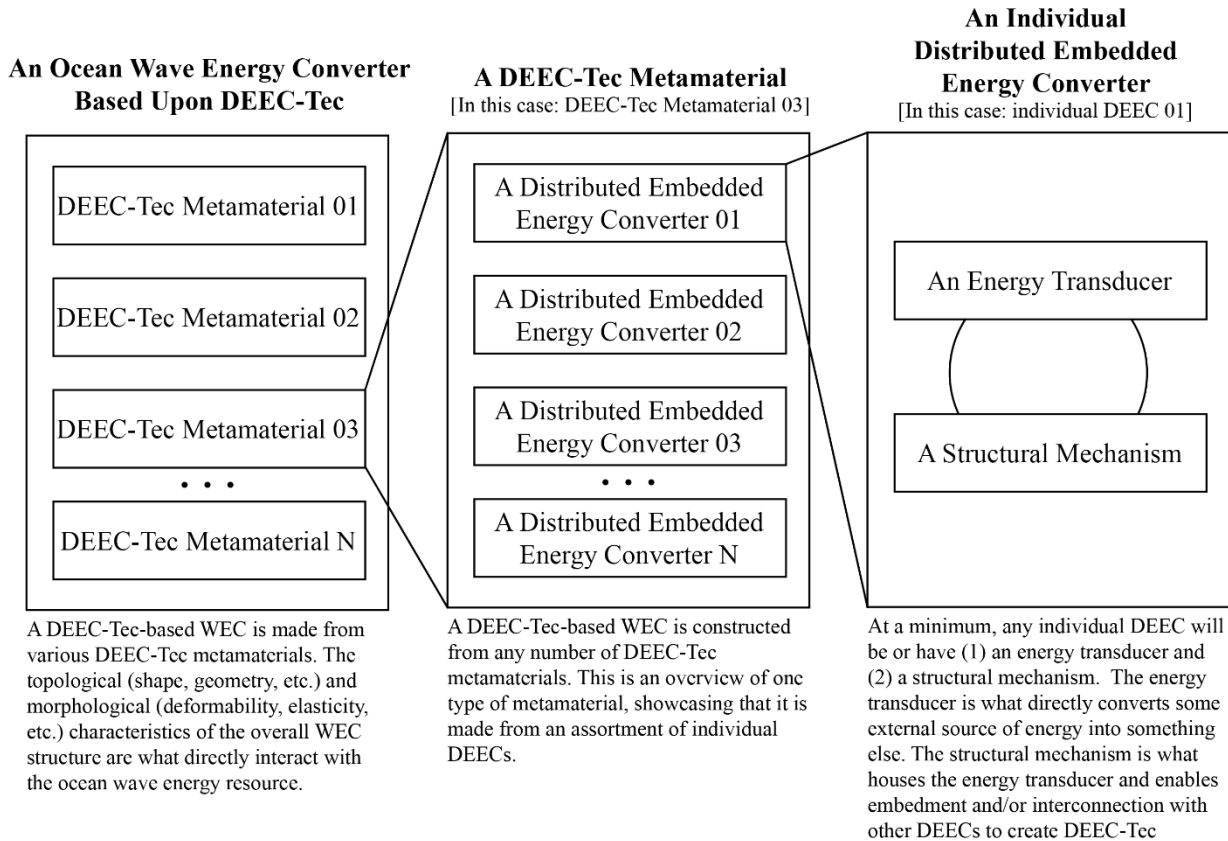 An Ocean Wave Energy Converter
Based Upon DEEC-Tec
DEEC-Tec Metamaterial 01
DEEC-Tec Metamaterial 02
DEEC-Tec Metamaterial 03
• • •
DEEC-Tec Metamaterial N
A DEEC-Tec-based WEC is made from
various DEEC-Tec metamaterials. The
topological (shape, geometry, etc.) and
morphological (deformability, elasticity,
etc.) characteristics of the overall WEC
structure are what directly interact with
the ocean wave energy resource.
A DEEC-Tec Metamaterial
[In this case: DEEC-Tec Metamaterial 03]
A Distributed Embedded
Energy Converter 01
A Distributed Embedded
Energy Converter 02
A Distributed Embedded
Energy Converter 03
• • •
A Distributed Embedded
Energy Converter N
A DEEC-Tec-based WEC is constructed
from any number of DEEC-Tec
metamaterials. This is an overview of one
type of metamaterial, showcasing that it is
made from an assortment of individual
DEECs.
An Individual
Distributed Embedded
Energy Converter
[In this case: individual DEEC 01]
An Energy Transducer
A Structural Mechanism
At a minimum, any individual DEEC will
be or have (1) an energy transducer and
(2) a structural mechanism. The energy
transducer is what directly converts some
external source of energy into something
else. The structural mechanism is what
houses the energy transducer and enables
embedment and/or interconnection with
other DEECs to create DEEC-Tec